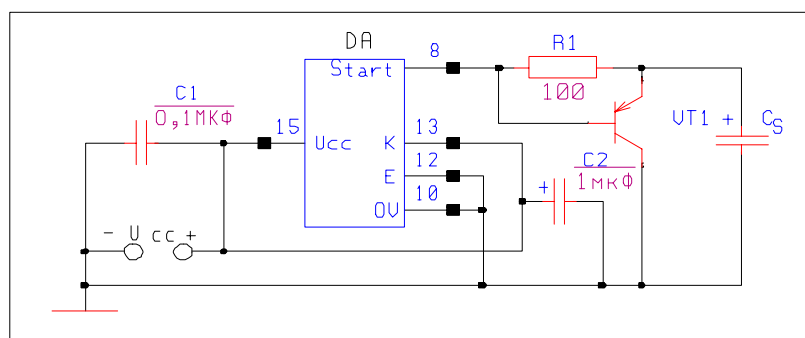 DA
8
R1
Start
100
C1
0,1МКФ
15
Ucc
K
13
VT1 +
Cs
E
12
C2
1мкФ
0V
10
+
- U cc +